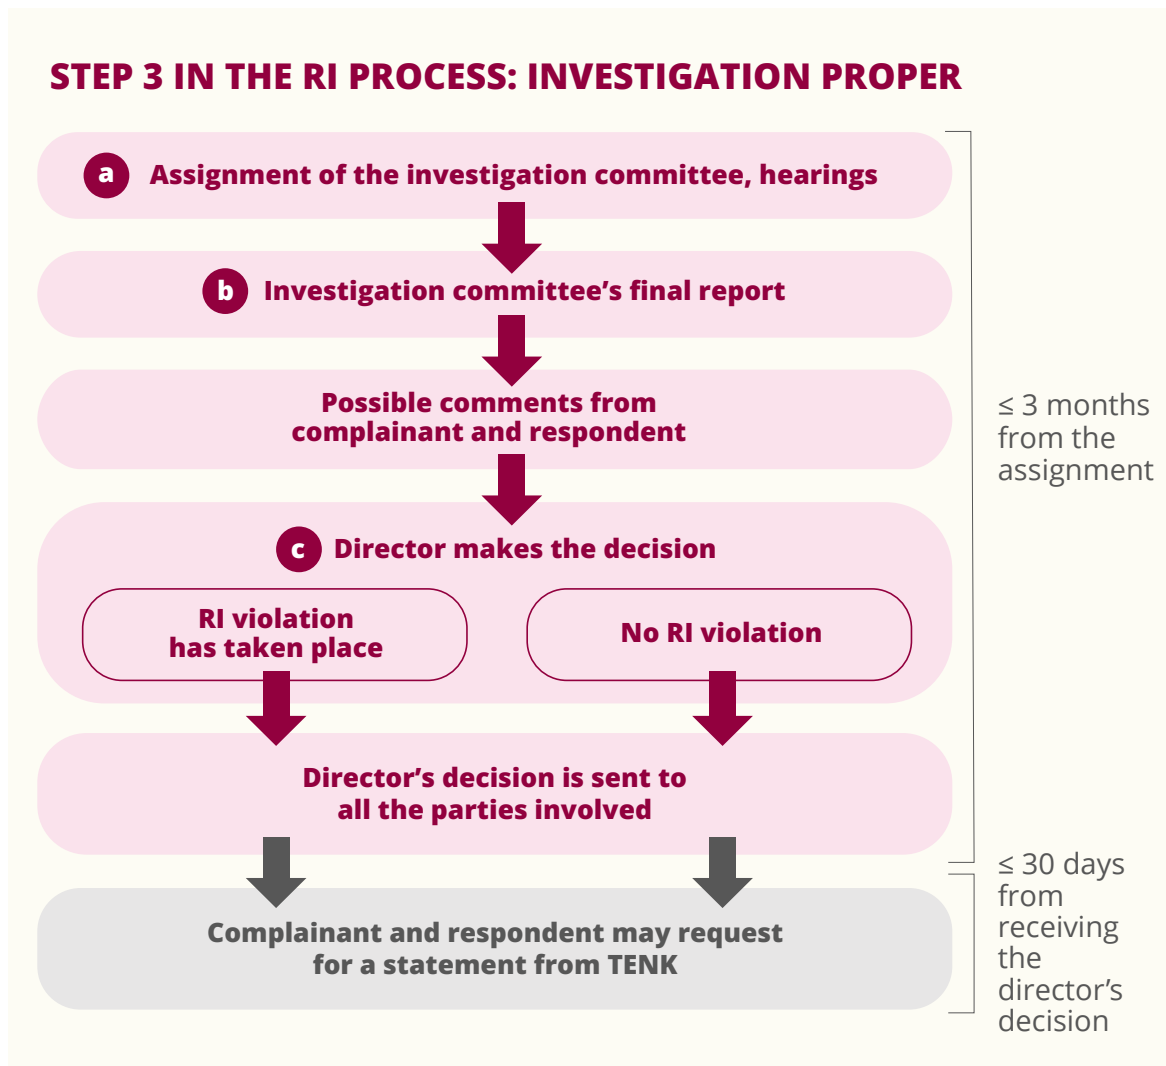 STEP 3 IN THE RI PROCESS: INVESTIGATION PROPER
a Assignment of the investigation committee, hearings
b Investigation committee’s final report
Possible comments from
complainant and respondent
c Director makes the decision
RI violation
has taken place
No RI violation
Director’s decision is sent to
all the parties involved
≤ 3 months
from the
assignment
Complainant and respondent may request
for a statement from TENK
≤ 30 days
from
receiving
the
director’s
decision